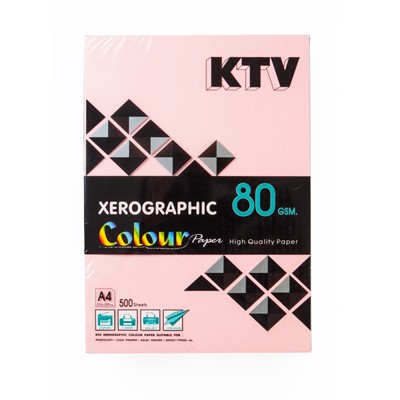 KTV
XEROGRAPHIC 80 GSM.
Colour Paper High Quality Paper
A4 500 Sheets
KTV XEROGRAPHIC COLOUR PAPER SUITABLE FOR